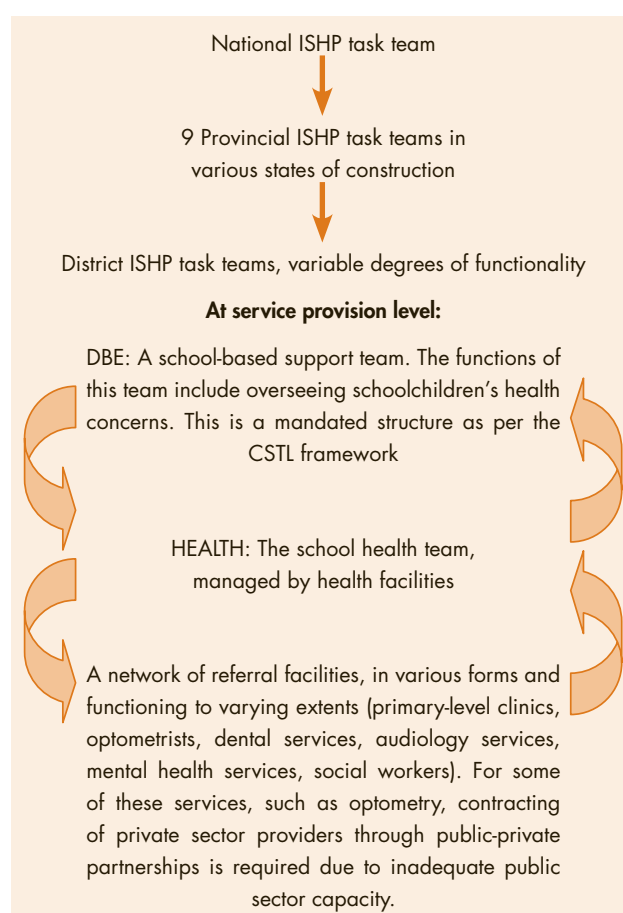 National ISHP task team
9 Provincial ISHP task teams in
various states of construction
District ISHP task teams, variable degrees of functionality
At service provision level:
DBE: A school-based support team. The functions of
this team include overseeing schoolchildren’s health
concerns. This is a mandated structure as per the
CSTL framework
HEALTH: The school health team,
managed by health facilities
A network of referral facilities, in various forms and
functioning to varying extents (primary-level clinics,
optometrists, dental services, audiology services,
mental health services, social workers). For some
of these services, such as optometry, contracting
of private sector providers through public-private
partnerships is required due to inadequate public
sector capacity.